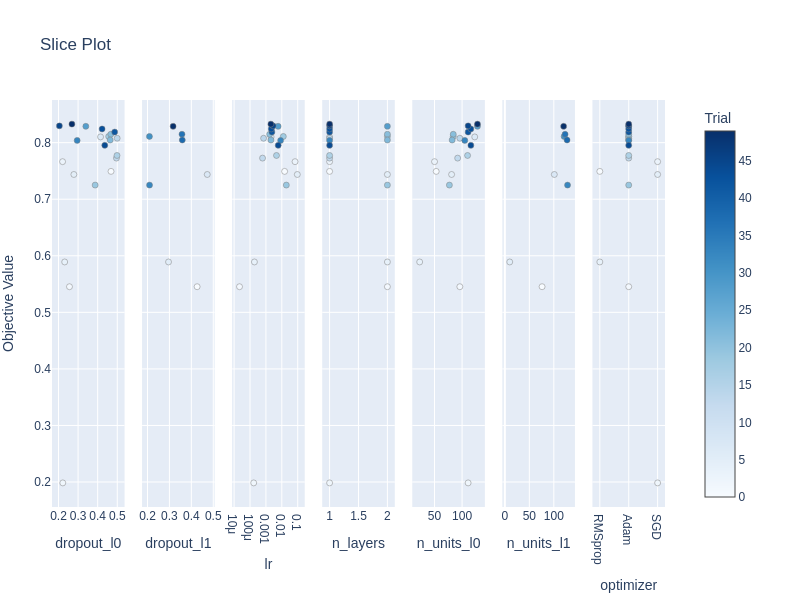 Slice Plot
Trial
Objective Value
0.8
0.7
0.6
0.5
0.4
0.3
0.2
0.2 0.3 0.4 0.5
dropout_l0
0.2 0.3 0.4 0.5
dropout_l1
10μ 100μ 0.001 0.01 0.1
lr
1 1.5 2
n_layers
50 100
n_units_l0
0 50 100
n_units_l1
RMSprop Adam SGD
optimizer
45
40
35
30
25
20
15
10
5
0